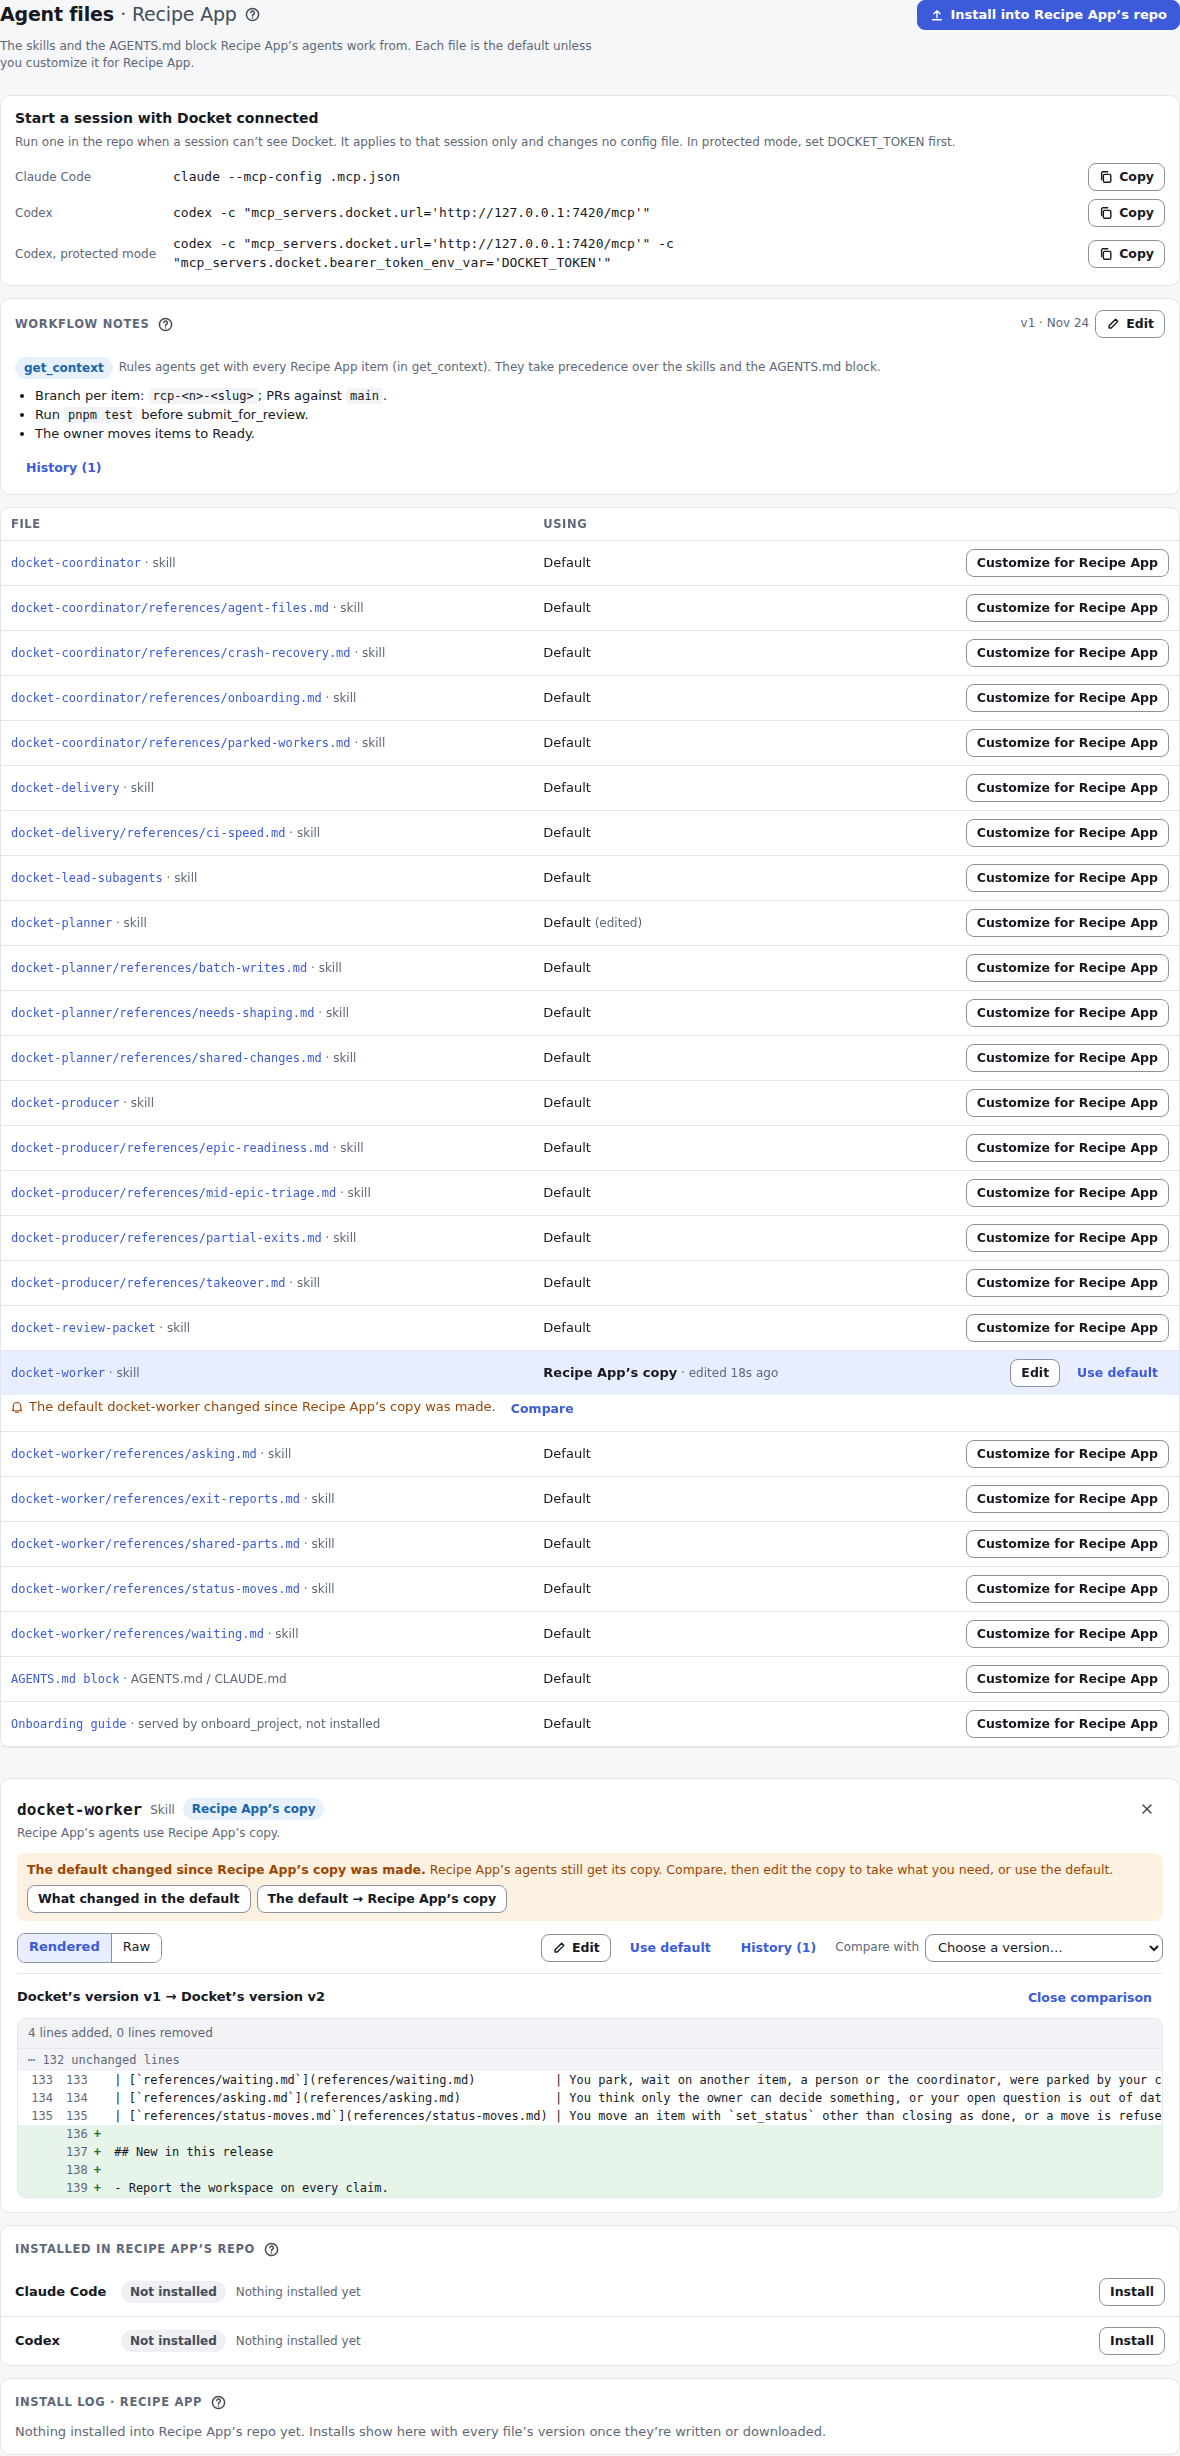 Agent files · Recipe App
Install into Recipe App’s repo
The skills and the AGENTS.md block Recipe App’s agents work from. Each file is the default unless
you customize it for Recipe App.
Start a session with Docket connected
Run one in the repo when a session can’t see Docket. It applies to that session only and changes no config file. In protected mode, set DOCKET_TOKEN first.
Claude Code claude --mcp-config .mcp.json Copy
Codex codex -c "mcp_servers.docket.url='http://127.0.0.1:7420/mcp'" Copy
Codex, protected mode codex -c "mcp_servers.docket.url='http://127.0.0.1:7420/mcp'" -c
"mcp_servers.docket.bearer_token_env_var='DOCKET_TOKEN'" Copy
WORKFLOW NOTES v1 · Nov 24 Edit
get_context Rules agents get with every Recipe App item (in get_context). They take precedence over the skills and the AGENTS.md block.
• Branch per item: rcp-<n>-<slug>; PRs against main.
• Run pnpm test before submit_for_review.
• The owner moves items to Ready.
History (1)
FILE USING
docket-coordinator · skill Default Customize for Recipe App
docket-coordinator/references/agent-files.md · skill Default Customize for Recipe App
docket-coordinator/references/crash-recovery.md · skill Default Customize for Recipe App
docket-coordinator/references/onboarding.md · skill Default Customize for Recipe App
docket-coordinator/references/parked-workers.md · skill Default Customize for Recipe App
docket-delivery · skill Default Customize for Recipe App
docket-delivery/references/ci-speed.md · skill Default Customize for Recipe App
docket-lead-subagents · skill Default Customize for Recipe App
docket-planner · skill Default (edited) Customize for Recipe App
docket-planner/references/batch-writes.md · skill Default Customize for Recipe App
docket-planner/references/needs-shaping.md · skill Default Customize for Recipe App
docket-planner/references/shared-changes.md · skill Default Customize for Recipe App
docket-producer · skill Default Customize for Recipe App
docket-producer/references/epic-readiness.md · skill Default Customize for Recipe App
docket-producer/references/mid-epic-triage.md · skill Default Customize for Recipe App
docket-producer/references/partial-exits.md · skill Default Customize for Recipe App
docket-producer/references/takeover.md · skill Default Customize for Recipe App
docket-review-packet · skill Default Customize for Recipe App
docket-worker · skill Recipe App’s copy · edited 18s ago Edit Use default
The default docket-worker changed since Recipe App’s copy was made. Compare
docket-worker/references/asking.md · skill Default Customize for Recipe App
docket-worker/references/exit-reports.md · skill Default Customize for Recipe App
docket-worker/references/shared-parts.md · skill Default Customize for Recipe App
docket-worker/references/status-moves.md · skill Default Customize for Recipe App
docket-worker/references/waiting.md · skill Default Customize for Recipe App
AGENTS.md block · AGENTS.md / CLAUDE.md Default Customize for Recipe App
Onboarding guide · served by onboard_project, not installed Default Customize for Recipe App
docket-worker Skill Recipe App’s copy
Recipe App’s agents use Recipe App’s copy.
The default changed since Recipe App’s copy was made. Recipe App’s agents still get its copy. Compare, then edit the copy to take what you need, or use the default.
What changed in the default The default → Recipe App’s copy
Rendered Raw Edit Use default History (1) Compare with Choose a version…
Docket’s version v1 → Docket’s version v2 Close comparison
4 lines added, 0 lines removed
⋯ 132 unchanged lines
133 133 | [`references/waiting.md`](references/waiting.md) | You park, wait on another item, a person or the coordinator, were parked by your c
134 134 | [`references/asking.md`](references/asking.md) | You think only the owner can decide something, or your open question is out of dat
135 135 | [`references/status-moves.md`](references/status-moves.md) | You move an item with `set_status` other than closing as done, or a move is refuse
136 +
137 + ## New in this release
138 +
139 + - Report the workspace on every claim.
INSTALLED IN RECIPE APP’S REPO
Claude Code Not installed Nothing installed yet Install
Codex Not installed Nothing installed yet Install
INSTALL LOG · RECIPE APP
Nothing installed into Recipe App’s repo yet. Installs show here with every file’s version once they’re written or downloaded.